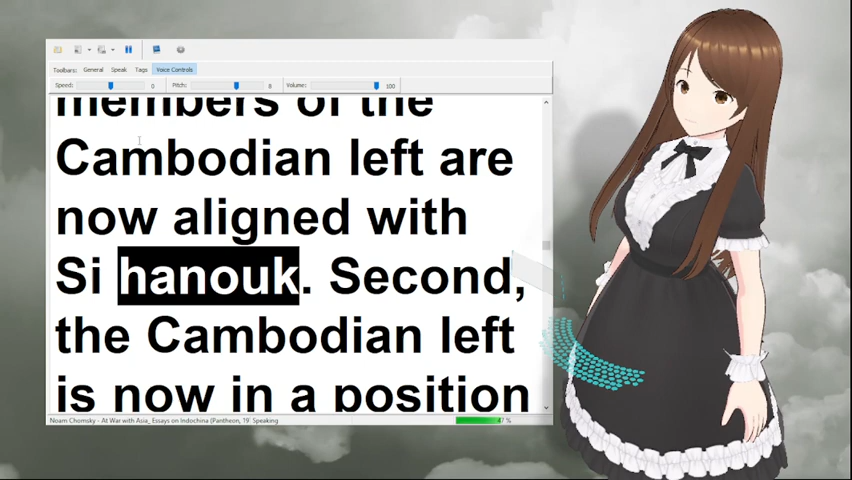 Toolbars: General Speak Tags Voice Controls
Speed: 0 Pitch: 8 Volume: 100
members of the
Cambodian left are
now aligned with
Si hanouk. Second,
the Cambodian left
is now in a position
Noam Chomsky - At War with Asia_ Essays on Indochina (Pantheon, 19 Speaking 47 %